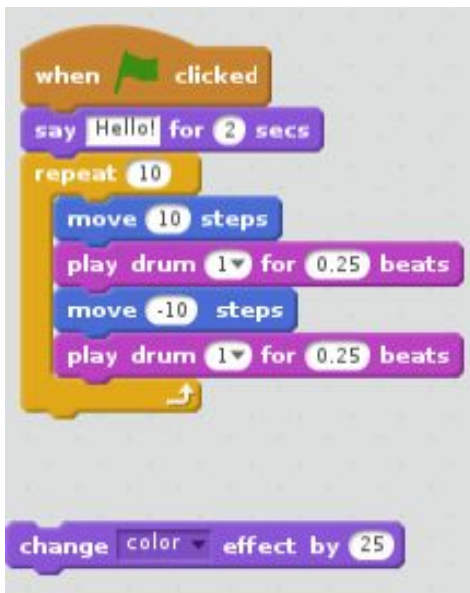 when clicked
say Hello! for 2 secs
repeat 10
move 10 steps
play drum 1 for 0.25 beats
move -10 steps
play drum 1 for 0.25 beats
change color effect by 25